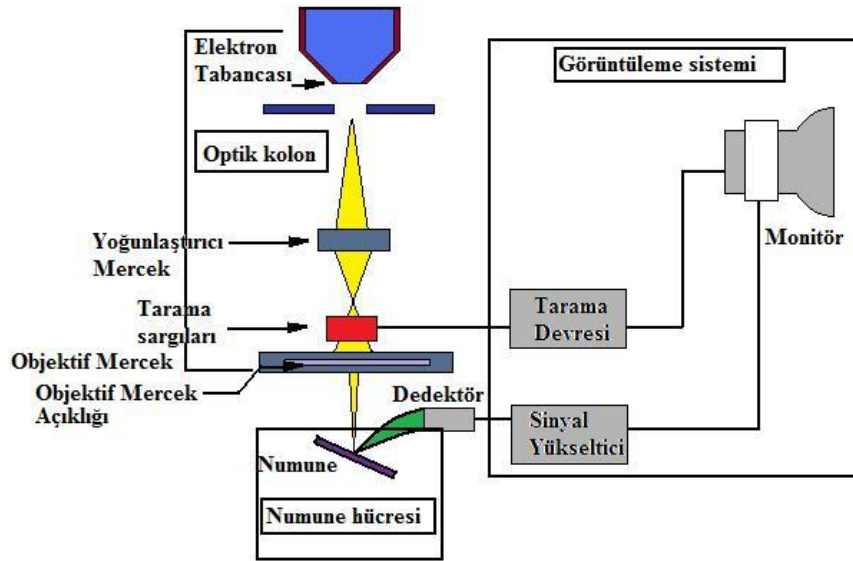 Elektron
Tabancası
Görüntüleme sistemi
Optik kolon
Yoğunlaştırıcı
Mercek
Monitör
Tarama
sargıları
Tarama
Devresi
Objektif Mercek
Objektif Mercek
Açıklığı
Dedektör
Sinyal
Yükseltici
Numune
Numune hücresi